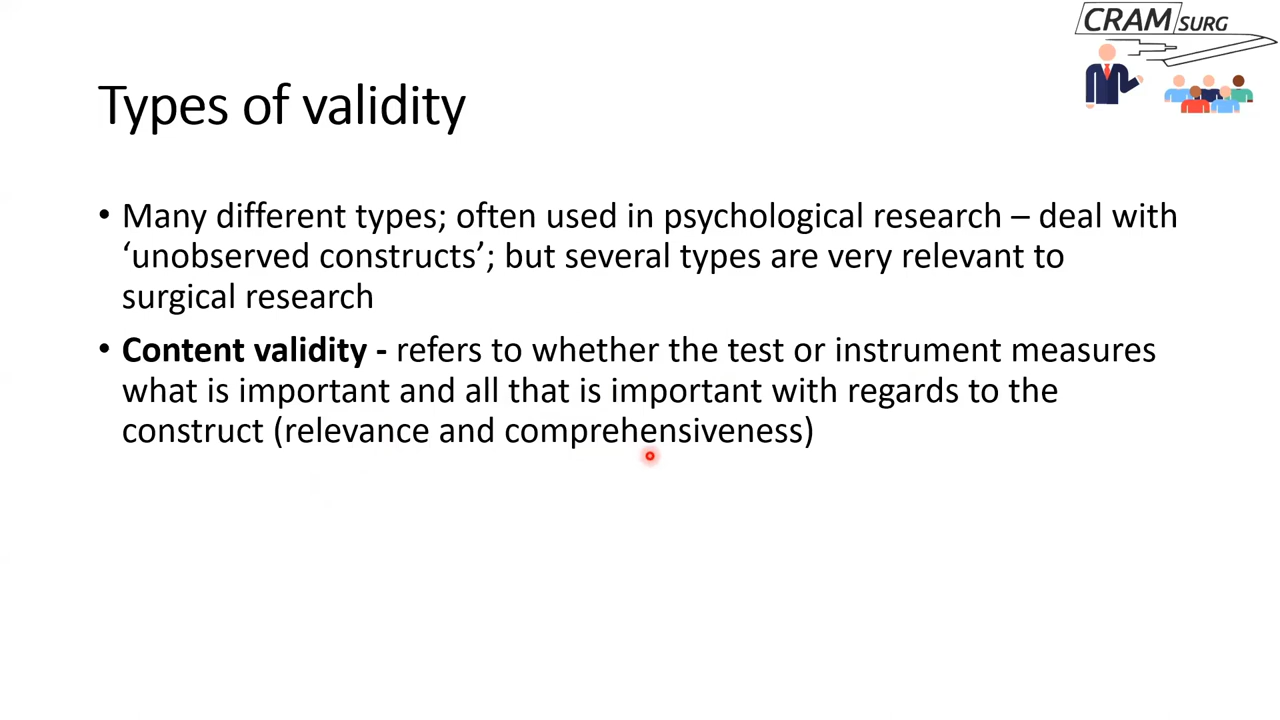 CRAM SURG
Types of validity
• Many different types; often used in psychological research – deal with
‘unobserved constructs’; but several types are very relevant to
surgical research
• Content validity - refers to whether the test or instrument measures
what is important and all that is important with regards to the
construct (relevance and comprehensiveness)